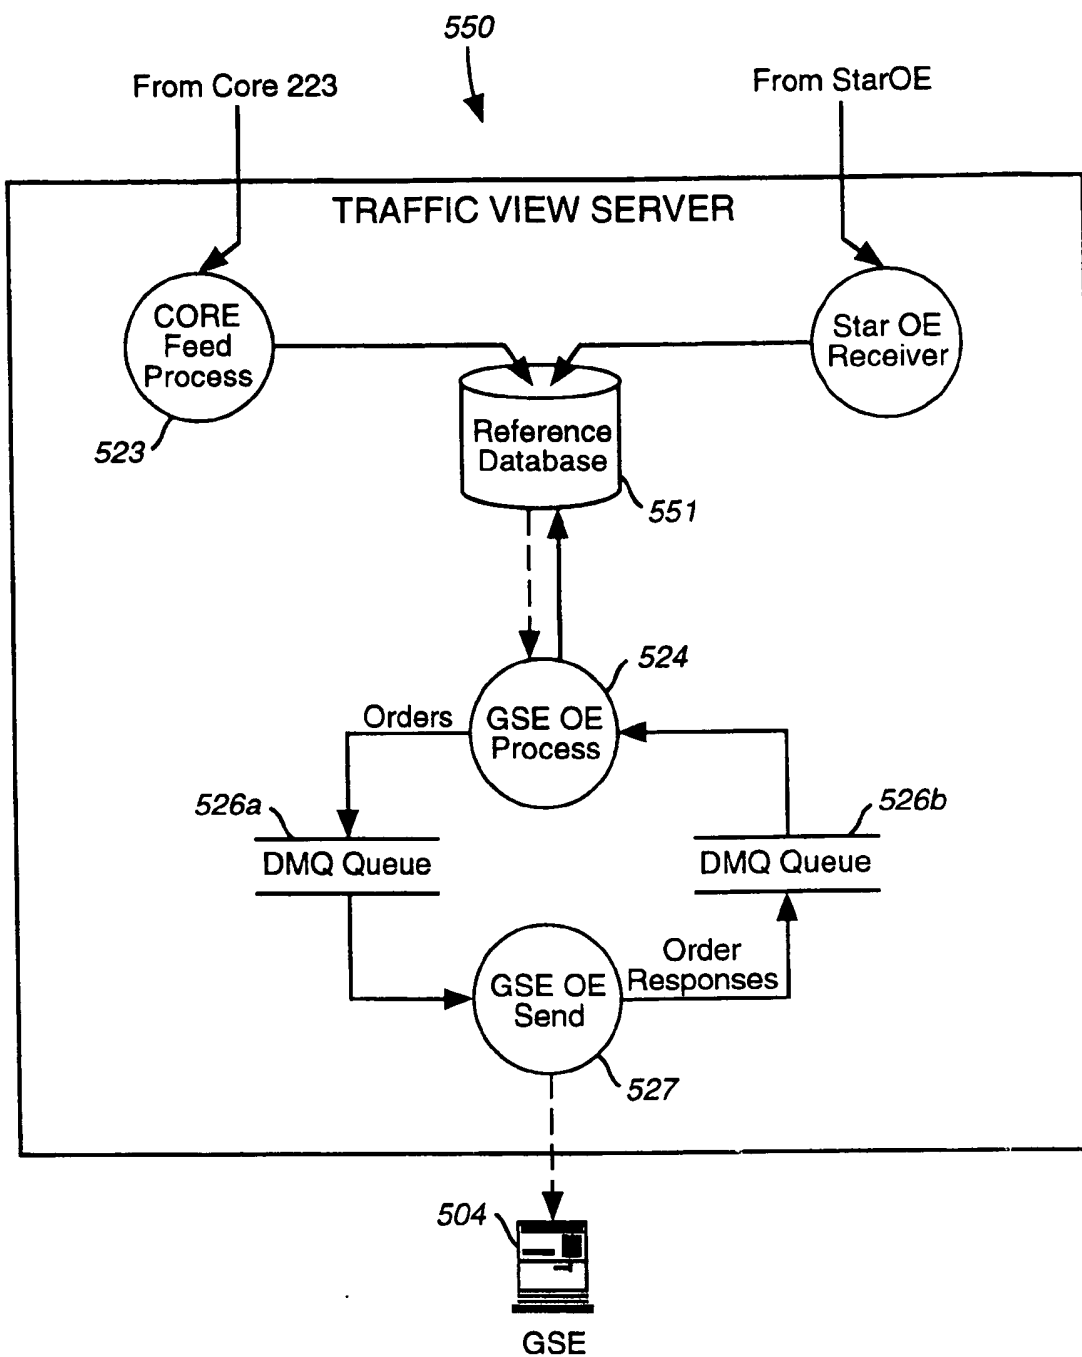 550
From Core 223
From StarOE
TRAFFIC VIEW SERVER
CORE
Feed
Process
523
Star OE
Receiver
Reference
Database
551
524
GSE OE
Process
Orders
526a
DMQ Queue
526b
DMQ Queue
GSE OE
Send
Order
Responses
527
504
GSE